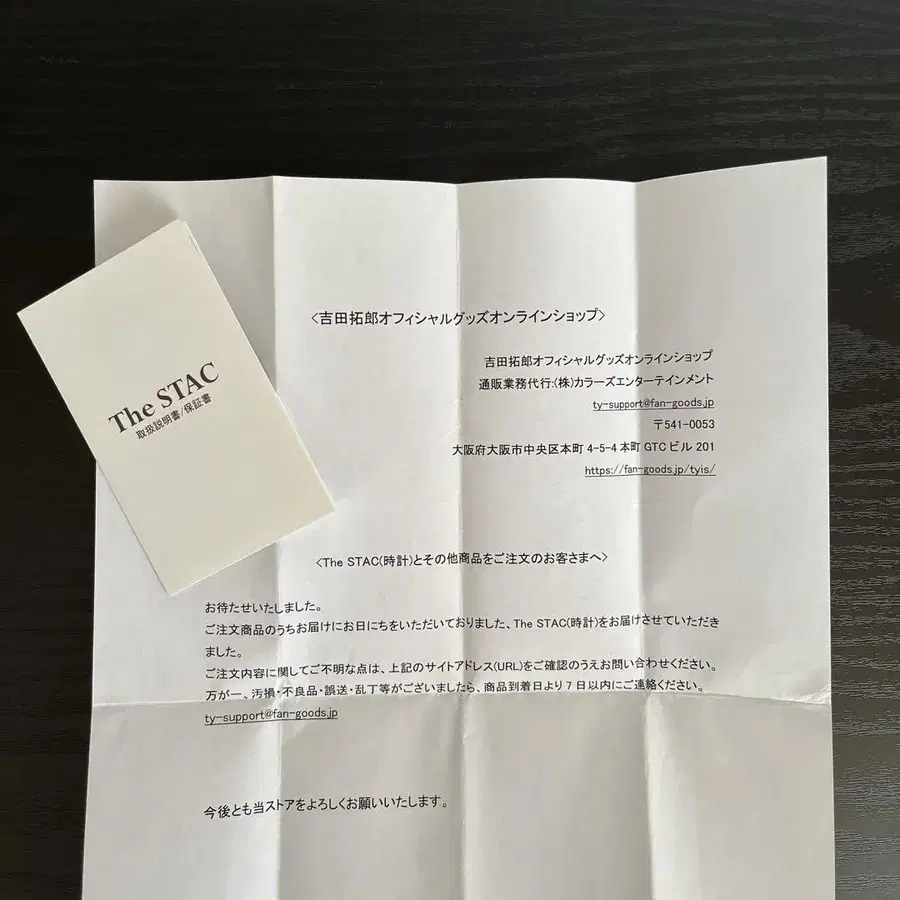 <吉田拓郎オフィシャルグッズオンラインショップ>
吉田拓郎オフィシャルグッズオンラインショップ
通販業務代行:(株)カラーズエンターテインメント
ty-support@fan-goods.jp
〒541-0053
大阪府大阪市中央区本町 4-5-4 本町 GTC ビル 201
https://fan-goods.jp/tyis/
The STAC
取扱説明書/保証書
<The STAC(時計)とその他商品をご注文のお客さまへ>
お待たせいたしました。
ご注文商品のうちお届けにお日にちをいただいておりました、The STAC(時計)をお届けさせていただき
ました。
ご注文内容に関してご不明な点は、上記のサイトアドレス(URL)をご確認のうえお問い合わせください。
万が一、汚損・不良品・誤送・乱丁等がございましたら、商品到着日より 7 日以内にご連絡ください。
ty-support@fan-goods.jp
今後とも当ストアをよろしくお願いいたします。